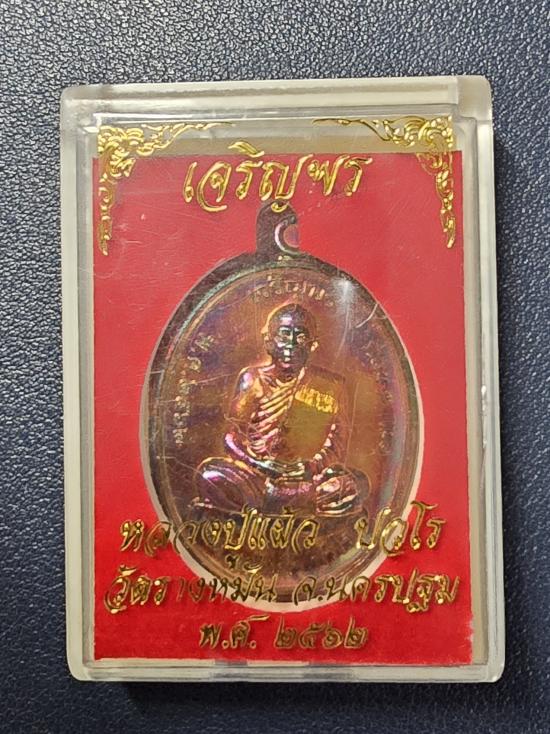 เจริญพร
หลวงปู่แผ้ว ปวโร
วัดรางหมัน จ.นครปฐม
พ.ศ. ๒๕๖๒